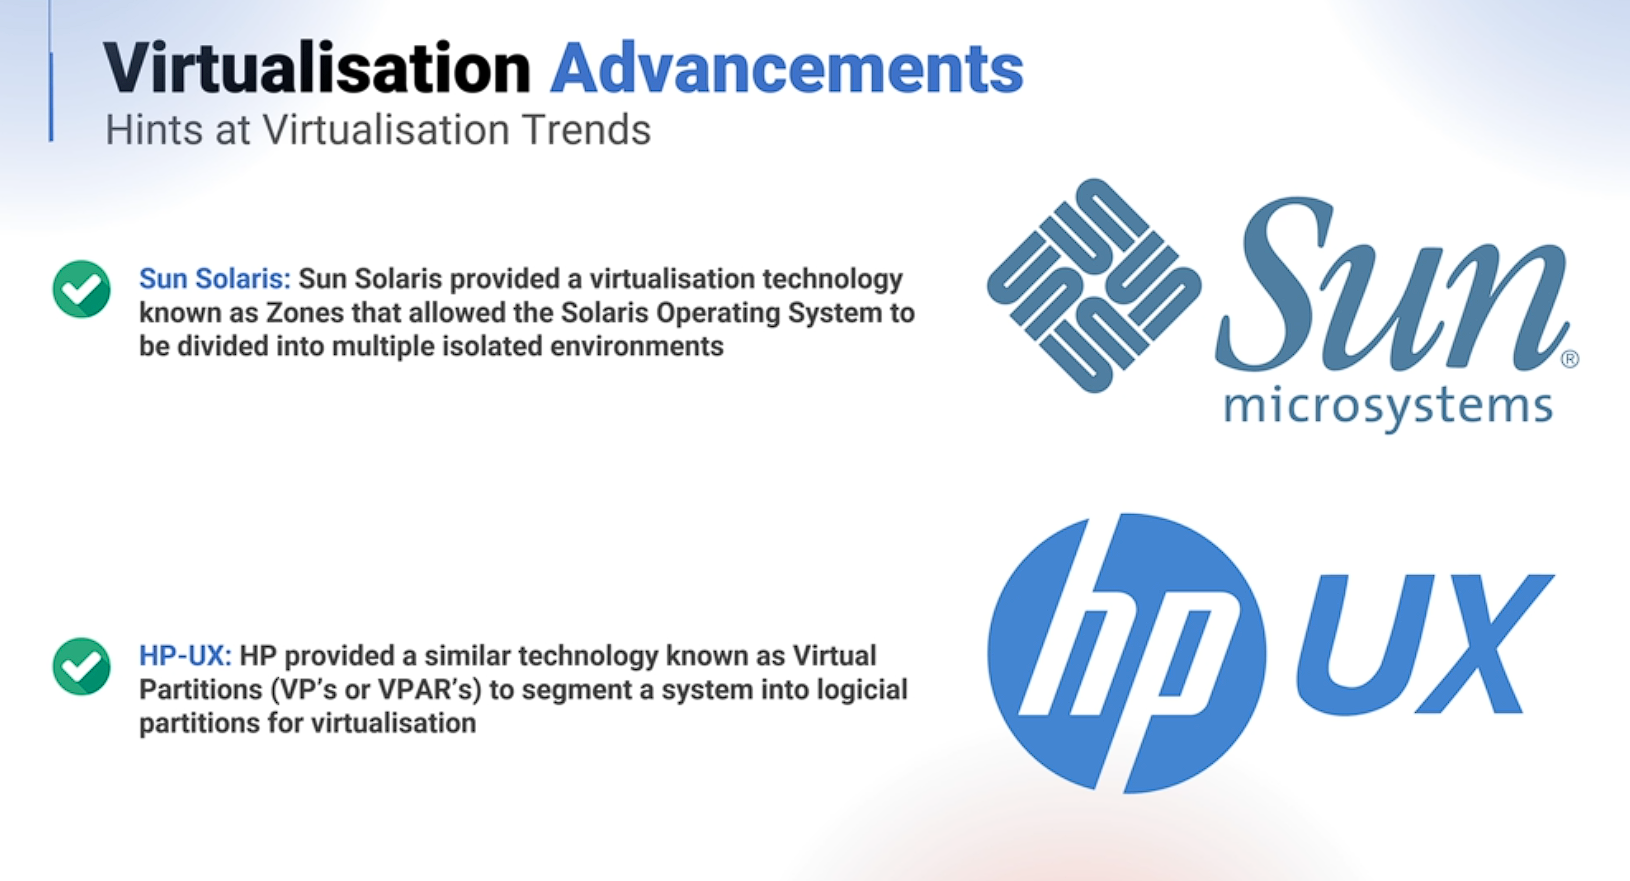 Virtualisation Advancements
Hints at Virtualisation Trends
Sun Solaris: Sun Solaris provided a virtualisation technology
known as Zones that allowed the Solaris Operating System to
be divided into multiple isolated environments
Sun®
microsystems
HP-UX: HP provided a similar technology known as Virtual
Partitions (VP's or VPAR's) to segment a system into logicial
partitions for virtualisation
hp UX